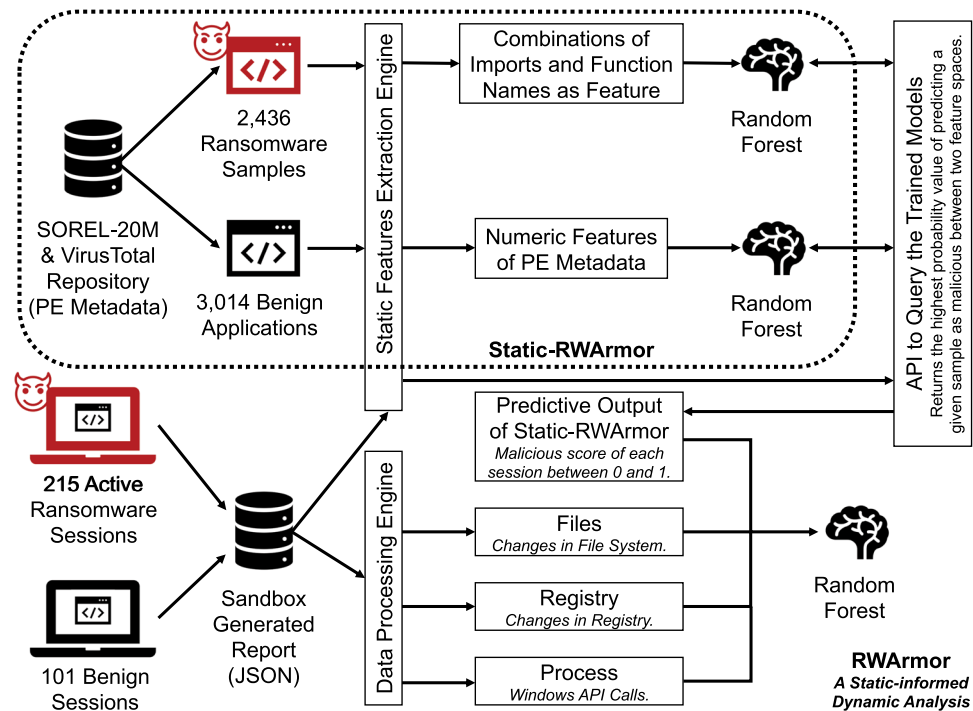 </>
2,436
Ransomware
Samples
SOREL-20M
& VirusTotal
Repository
(PE Metadata)
</>
3,014 Benign
Applications
Static Features Extraction Engine
Combinations of
Imports and Function
Names as Feature
Random
Forest
Numeric Features
of PE Metadata
Random
Forest
Static-RWArmor
API to Query the Trained Models
Returns the highest probability value of predicting a
given sample as malicious between two feature spaces.
</>
215 Active
Ransomware
Sessions
</>
101 Benign
Sessions
Sandbox
Generated
Report
(JSON)
Data Processing Engine
Predictive Output
of Static-RWArmor
Malicious score of each
session between 0 and 1.
Files
Changes in File System.
Registry
Changes in Registry.
Process
Windows API Calls.
Random
Forest
RWArmor
A Static-informed
Dynamic Analysis